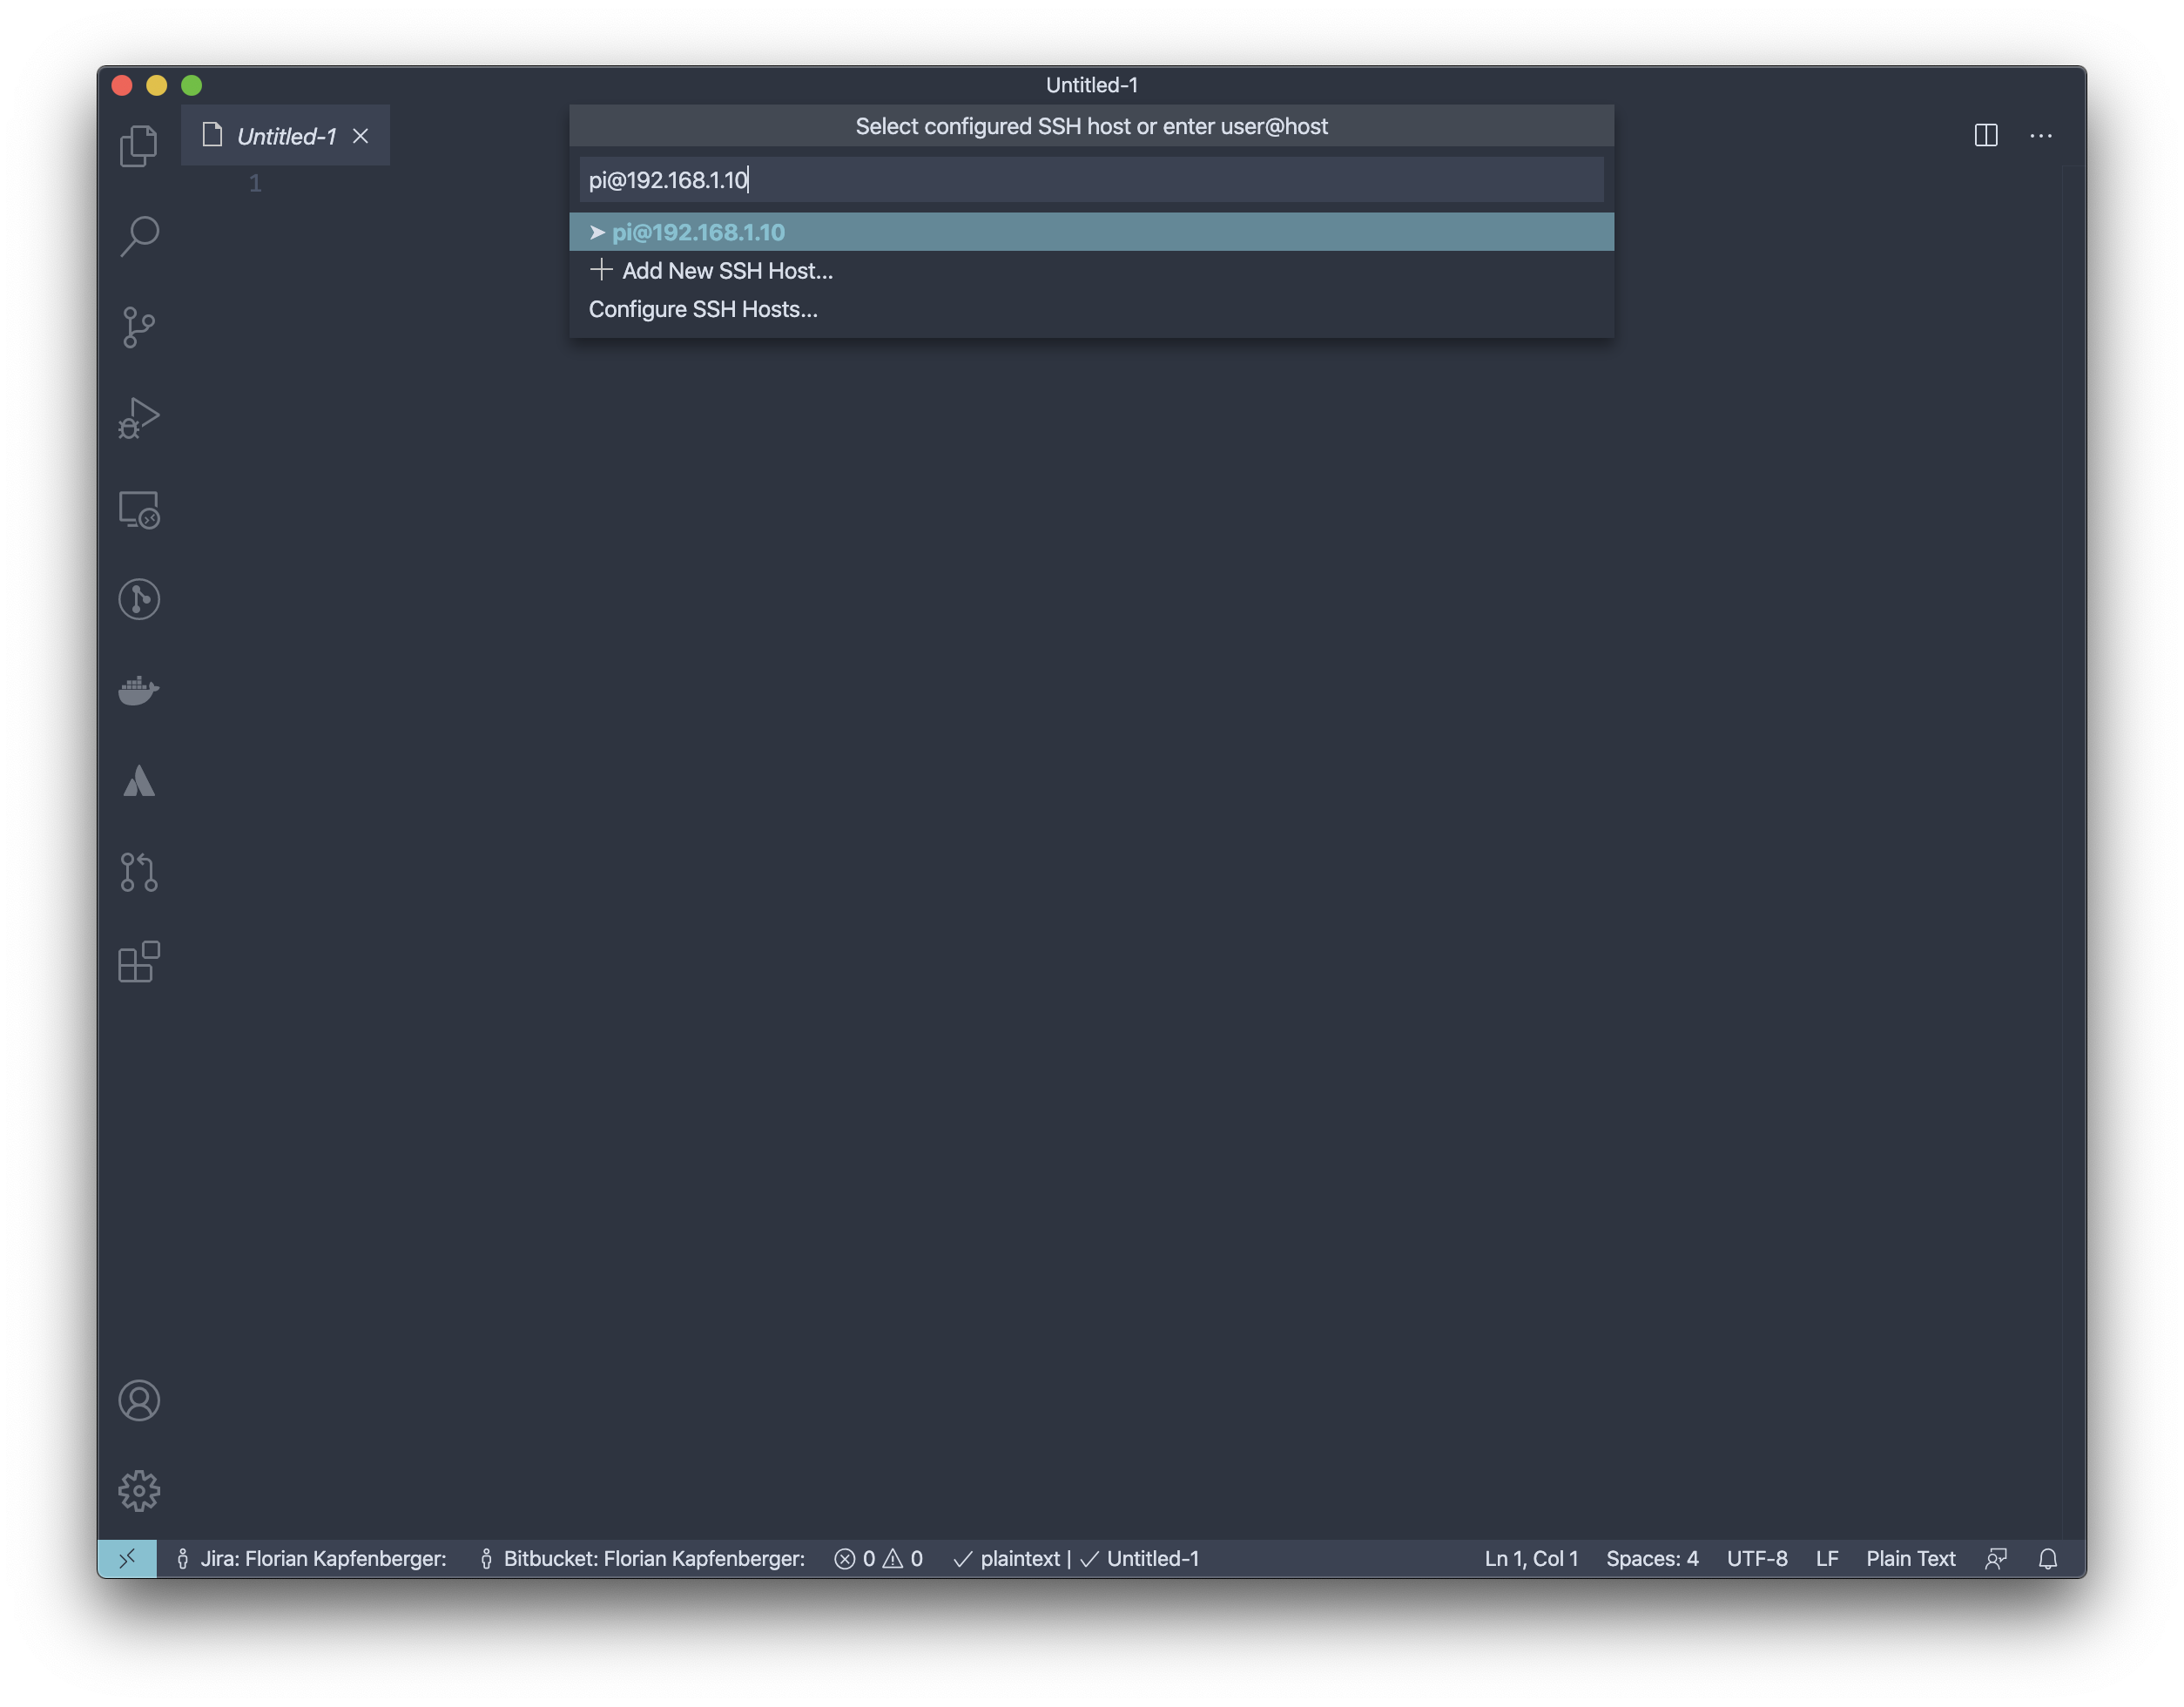 Untitled-1
Untitled-1
Select configured SSH host or enter user@host
1
pi@192.168.1.10
pi@192.168.1.10
Add New SSH Host...
Configure SSH Hosts...
Jira: Florian Kapfenberger: Bitbucket: Florian Kapfenberger: 0 0 plaintext | Untitled-1 Ln 1, Col 1 Spaces: 4 UTF-8 LF Plain Text